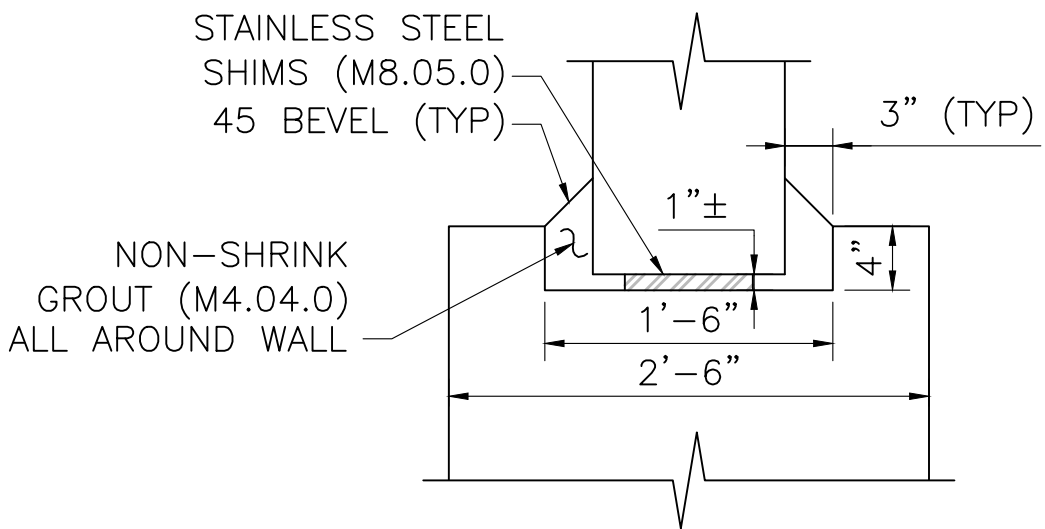 STAINLESS STEEL
SHIMS (M8.05.0)
45 BEVEL (TYP)
3” (TYP)
1”±
NON-SHRINK
GROUT (M4.04.0)
ALL AROUND WALL
4”
1’-6”
2’-6”